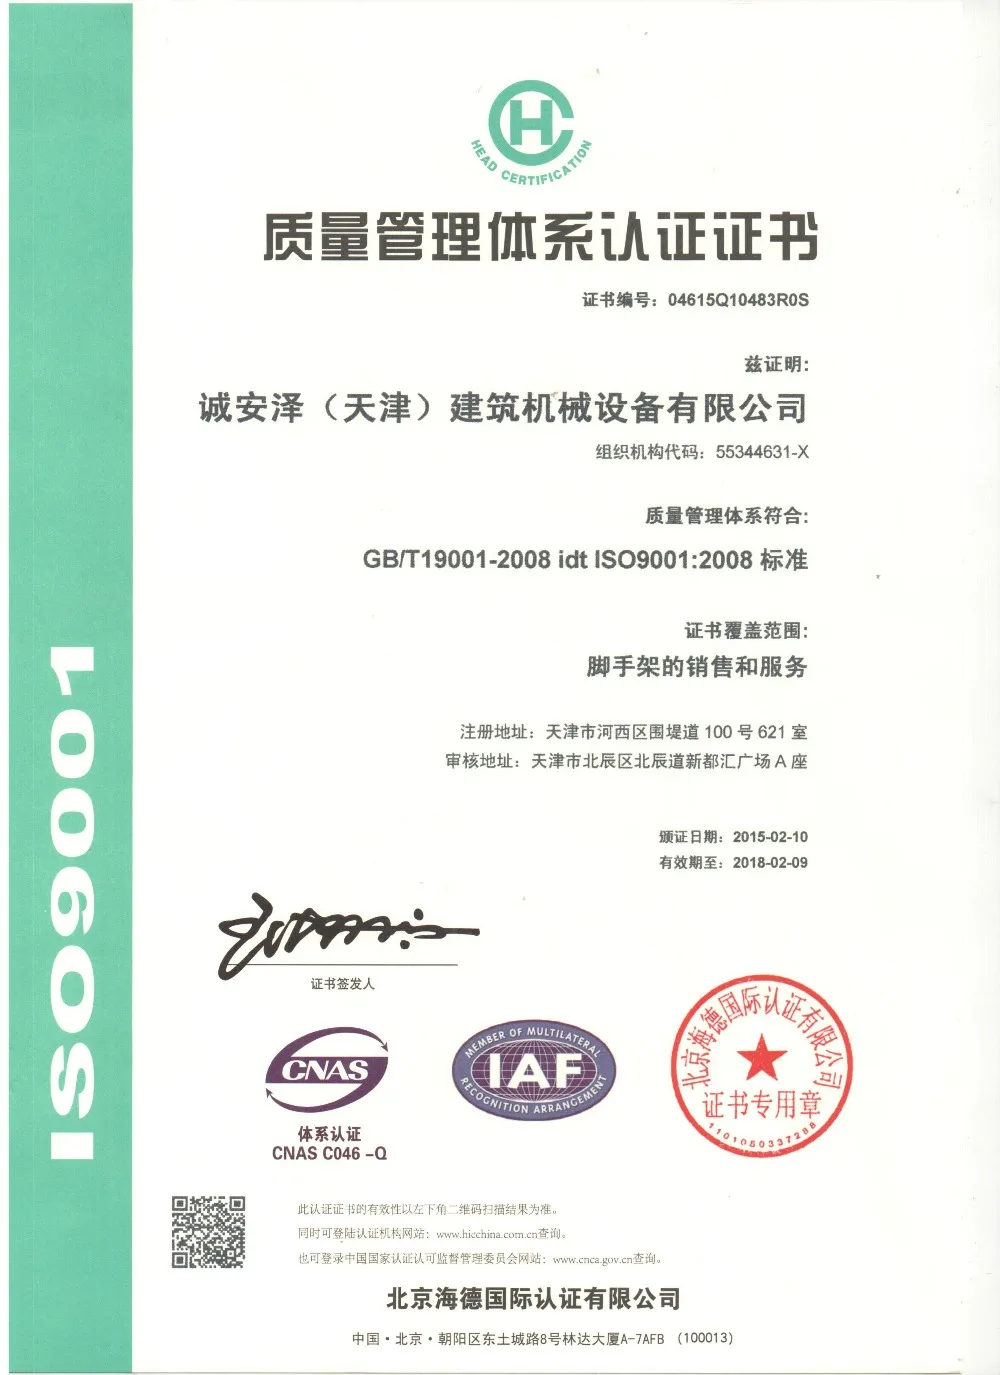 ISO9001
HC
HEAD CERTIFICATION
质量管理体系认证证书
证书编号：04615Q10483R0S
兹证明:
诚安泽（天津）建筑机械设备有限公司
组织机构代码：55344631-X
质量管理体系符合:
GB/T19001-2008 idt ISO9001:2008 标准
证书覆盖范围:
脚手架的销售和服务
注册地址：天津市河西区围堤道 100 号 621 室
审核地址：天津市北辰区北辰道新都汇广场 A 座
颁证日期：2015-02-10
有效期至：2018-02-09
证书签发人
CNAS
体系认证
CNAS C046 -Q
MEMBER OF MULTILATERAL
IAF
RECOGNITION ARRANGEMENT
北京海德国际认证有限公司
证书专用章
1101050337288
此认证证书的有效性以左下角二维码扫描结果为准。
同时可登陆认证机构网站：www.hicchina.com.cn查询。
也可登录中国国家认证认可监督管理委员会网站：www.cnca.gov.cn查询。
北京海德国际认证有限公司
中国·北京·朝阳区东土城路8号林达大厦A-7AFB （100013）